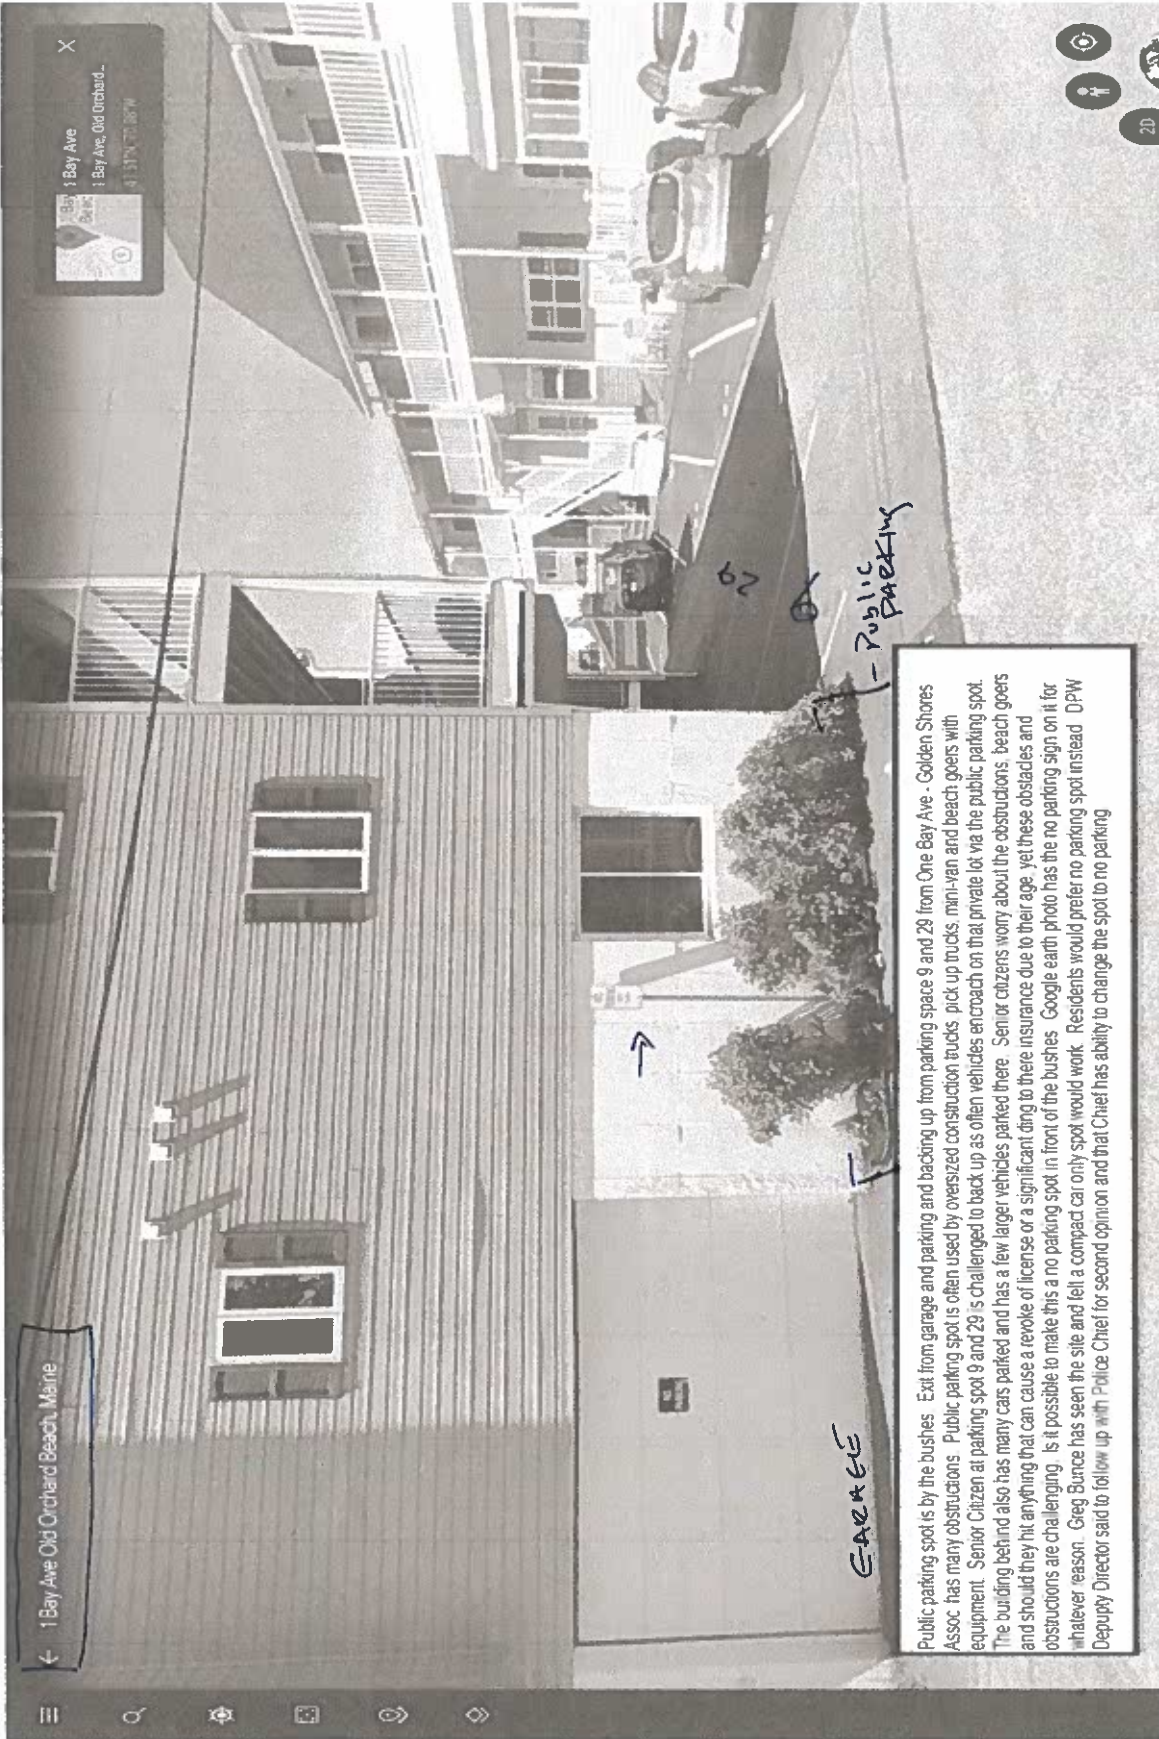 ← 1 Bay Ave Old Orchard Beach, Maine
1 Bay Ave
1 Bay Ave, Old Orchard...
X
Bay
Beac
GARAGE
9
29
- Public
PARKING
2D
Public parking spot is by the bushes   Exit from garage and parking and backing up from parking space 9 and 29 from One Bay Ave - Golden Shores
Assoc has many obstructions.  Public parking spot is often used by oversized construction trucks, pick up trucks, mini-van and beach goers with
equipment. Senior Citizen at parking spot 9 and 29 is challenged to back up as often vehicles encroach on that private lot via the public parking spot.
The building behind also has many cars parked and has a few larger vehicles parked there.  Senior citizens worry about the obstructions, beach goers
and should they hit anything that can cause a revoke of license or a significant ding to there insurance due to their age, yet these obstacles and
obstructions are challenging.  Is it possible to make this a no parking spot in front of the bushes  Google earth photo has the no parking sign on it for
whatever reason.  Greg Bunce has seen the site and felt a compact car only spot would work.  Residents would prefer no parking spot instead  DPW
Depupty Director said to follow up with Police Chief for second opinion and that Chief has ability to change the spot to no parking